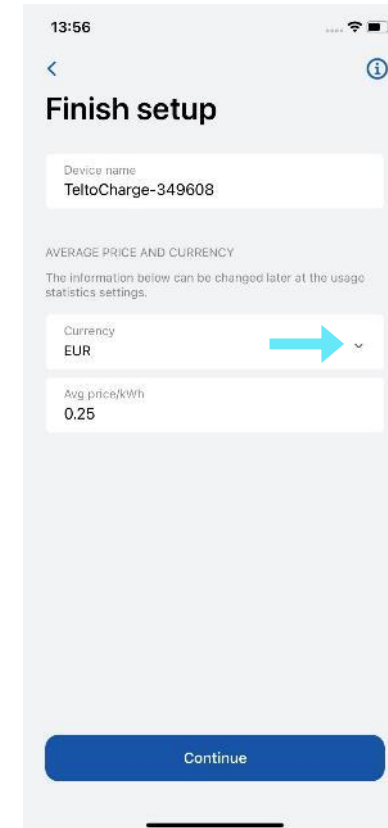 13:56
Finish setup
Device name
TeltoCharge-349608
AVERAGE PRICE AND CURRENCY
The information below can be changed later at the usage
statistics settings.
Currency
EUR
Avg price/kWh
0.25
Continue